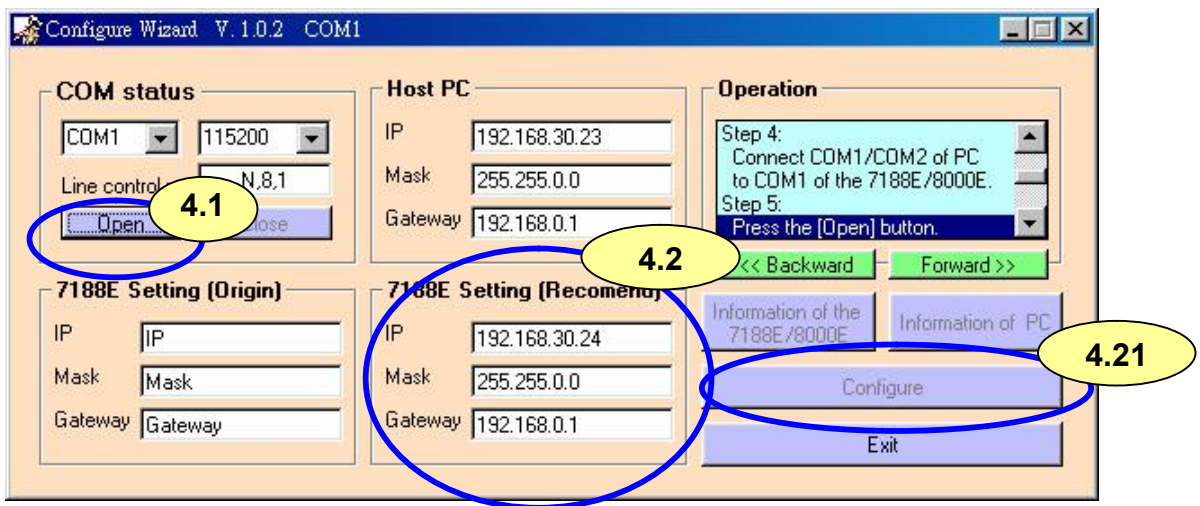 Configure Wizard V. 1.0.2 COM1
COM status
COM1 115200
Line control N,8,1
Open
4.1
Host PC
IP 192.168.30.23
Mask 255.255.0.0
Gateway 192.168.0.1
Operation
Step 4:
Connect COM1/COM2 of PC
to COM1 of the 7188E/8000E.
Step 5:
Press the [Open] button.
<< Backward Forward >>
7188E Setting (Origin)
IP IP
Mask Mask
Gateway Gateway
4.2
7188E Setting (Recomend)
IP 192.168.30.24
Mask 255.255.0.0
Gateway 192.168.0.1
Information of the
7188E/8000E
Information of PC
4.21
Configure
Exit